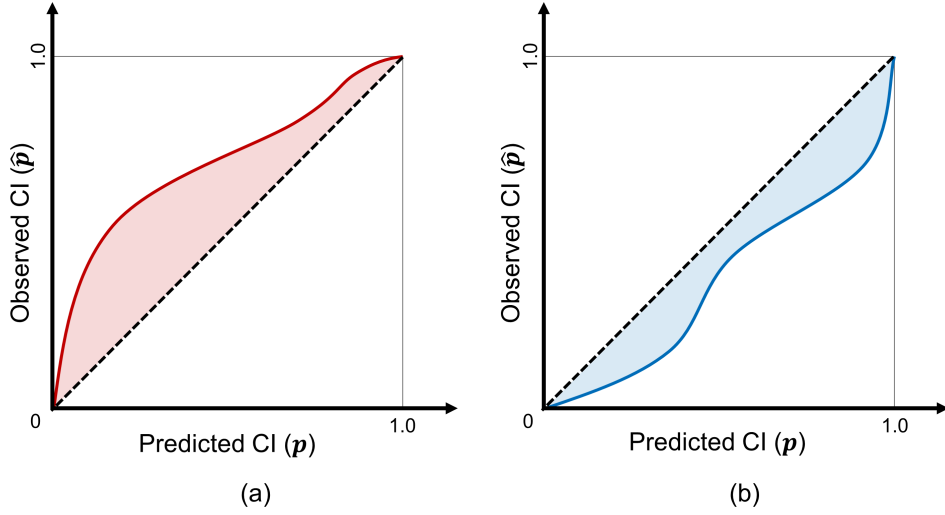 1.0
Observed CI (p̂)
0
1.0
Predicted CI (p)
(a)
1.0
Observed CI (p̂)
0
1.0
Predicted CI (p)
(b)